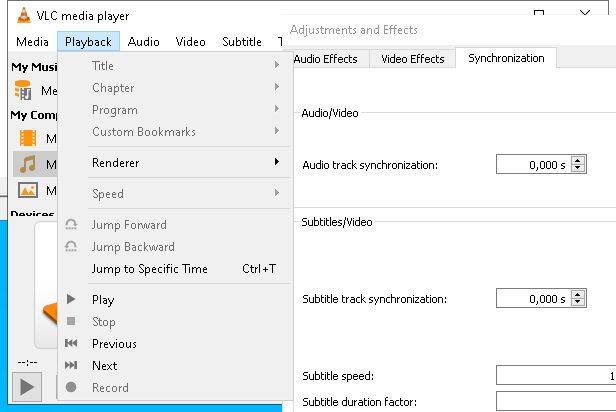 VLC media player
Media Playback Audio Video Subtitle T
Title
Chapter
Program
Custom Bookmarks
Renderer
Speed
Jump Forward
Jump Backward
Jump to Specific Time Ctrl+T
Play
Stop
Previous
Next
Record
My Musi
Me
My Comp
M
M
M
Devices
--:--
Adjustments and Effects
Audio Effects Video Effects Synchronization
Audio/Video
Audio track synchronization: 0,000 s
Subtitles/Video
Subtitle track synchronization: 0,000 s
Subtitle speed: 1
Subtitle duration factor: